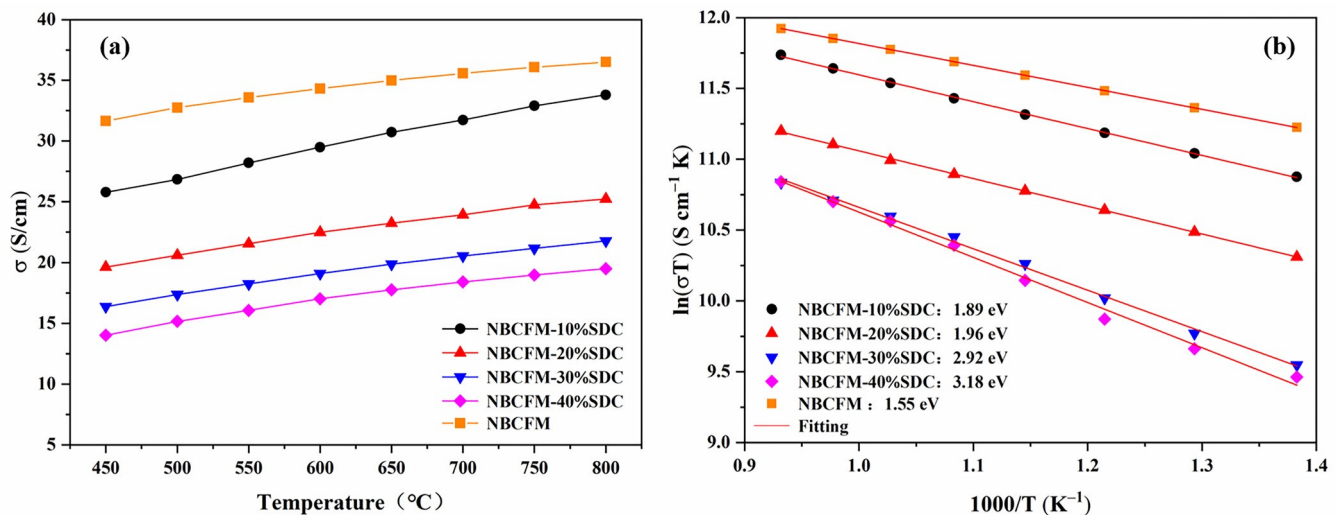 (a)
40
35
30
25
20
15
10
5
σ (S/cm)
450 500 550 600 650 700 750 800
Temperature（℃）
NBCFM-10%SDC
NBCFM-20%SDC
NBCFM-30%SDC
NBCFM-40%SDC
NBCFM
(b)
12.0
11.5
11.0
10.5
10.0
9.5
9.0
ln(σT) (S cm⁻¹ K)
0.9 1.0 1.1 1.2 1.3 1.4
1000/T (K⁻¹)
NBCFM-10%SDC：1.89 eV
NBCFM-20%SDC：1.96 eV
NBCFM-30%SDC：2.92 eV
NBCFM-40%SDC：3.18 eV
NBCFM ：1.55 eV
Fitting